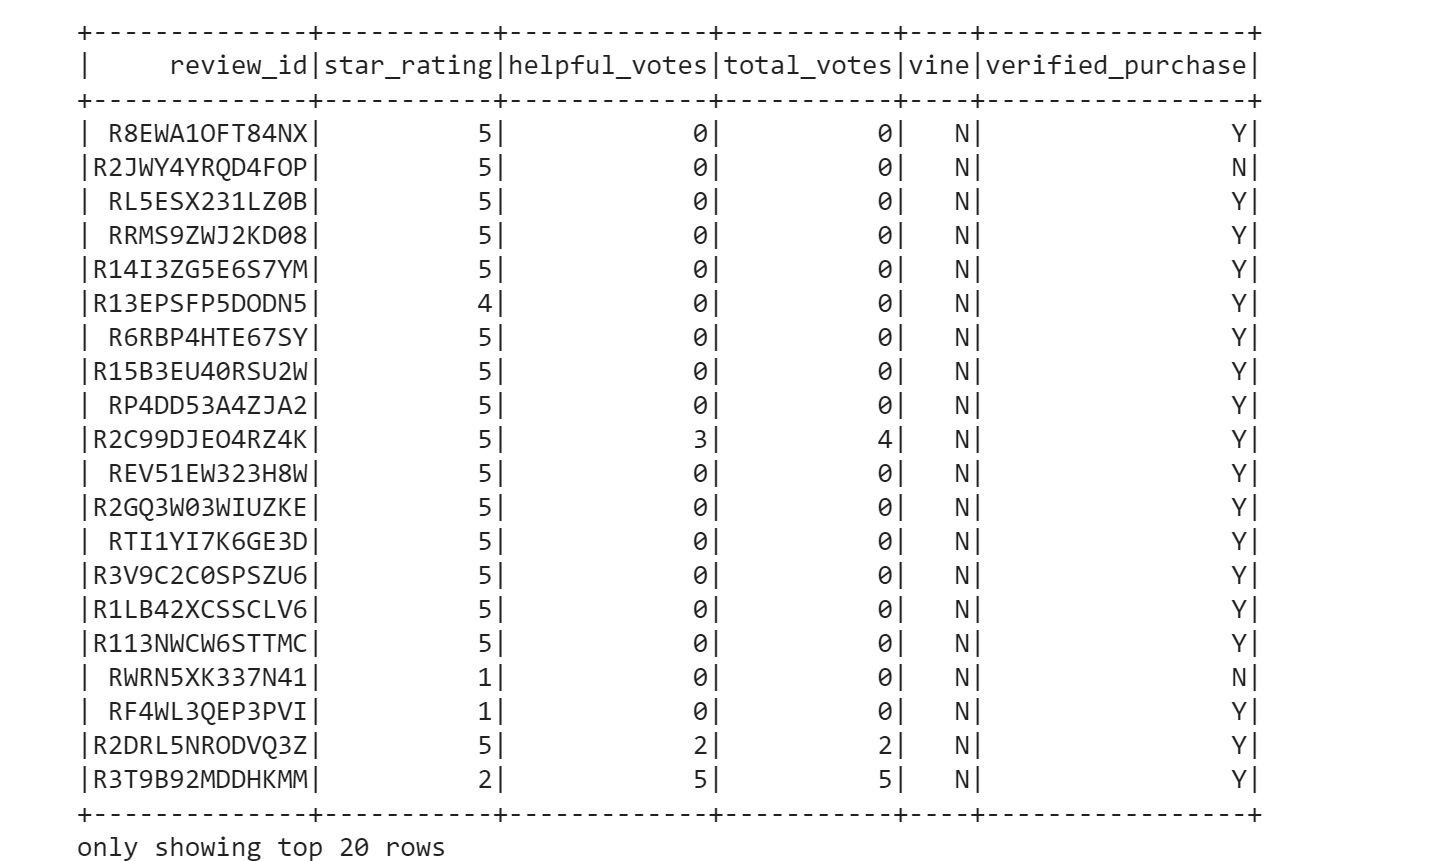 +--------------+-----------+-------------+-----------+----+-----------------+
|     review_id|star_rating|helpful_votes|total_votes|vine|verified_purchase|
+--------------+-----------+-------------+-----------+----+-----------------+
| R8EWA1OFT84NX|          5|            0|          0|   N|                Y|
|R2JWY4YRQD4FOP|          5|            0|          0|   N|                N|
| RL5ESX231LZ0B|          5|            0|          0|   N|                Y|
| RRMS9ZWJ2KD08|          5|            0|          0|   N|                Y|
|R14I3ZG5E6S7YM|          5|            0|          0|   N|                Y|
|R13EPSFP5DODN5|          4|            0|          0|   N|                Y|
| R6RBP4HTE67SY|          5|            0|          0|   N|                Y|
|R15B3EU40RSU2W|          5|            0|          0|   N|                Y|
| RP4DD53A4ZJA2|          5|            0|          0|   N|                Y|
|R2C99DJEO4RZ4K|          5|            3|          4|   N|                Y|
| REV51EW323H8W|          5|            0|          0|   N|                Y|
|R2GQ3W03WIUZKE|          5|            0|          0|   N|                Y|
| RTI1YI7K6GE3D|          5|            0|          0|   N|                Y|
|R3V9C2C0SPSZU6|          5|            0|          0|   N|                Y|
|R1LB42XCSSCLV6|          5|            0|          0|   N|                Y|
|R113NWCW6STTMC|          5|            0|          0|   N|                Y|
| RWRN5XK337N41|          1|            0|          0|   N|                N|
| RF4WL3QEP3PVI|          1|            0|          0|   N|                Y|
|R2DRL5NRODVQ3Z|          5|            2|          2|   N|                Y|
|R3T9B92MDDHKMM|          2|            5|          5|   N|                Y|
+--------------+-----------+-------------+-----------+----+-----------------+
only showing top 20 rows